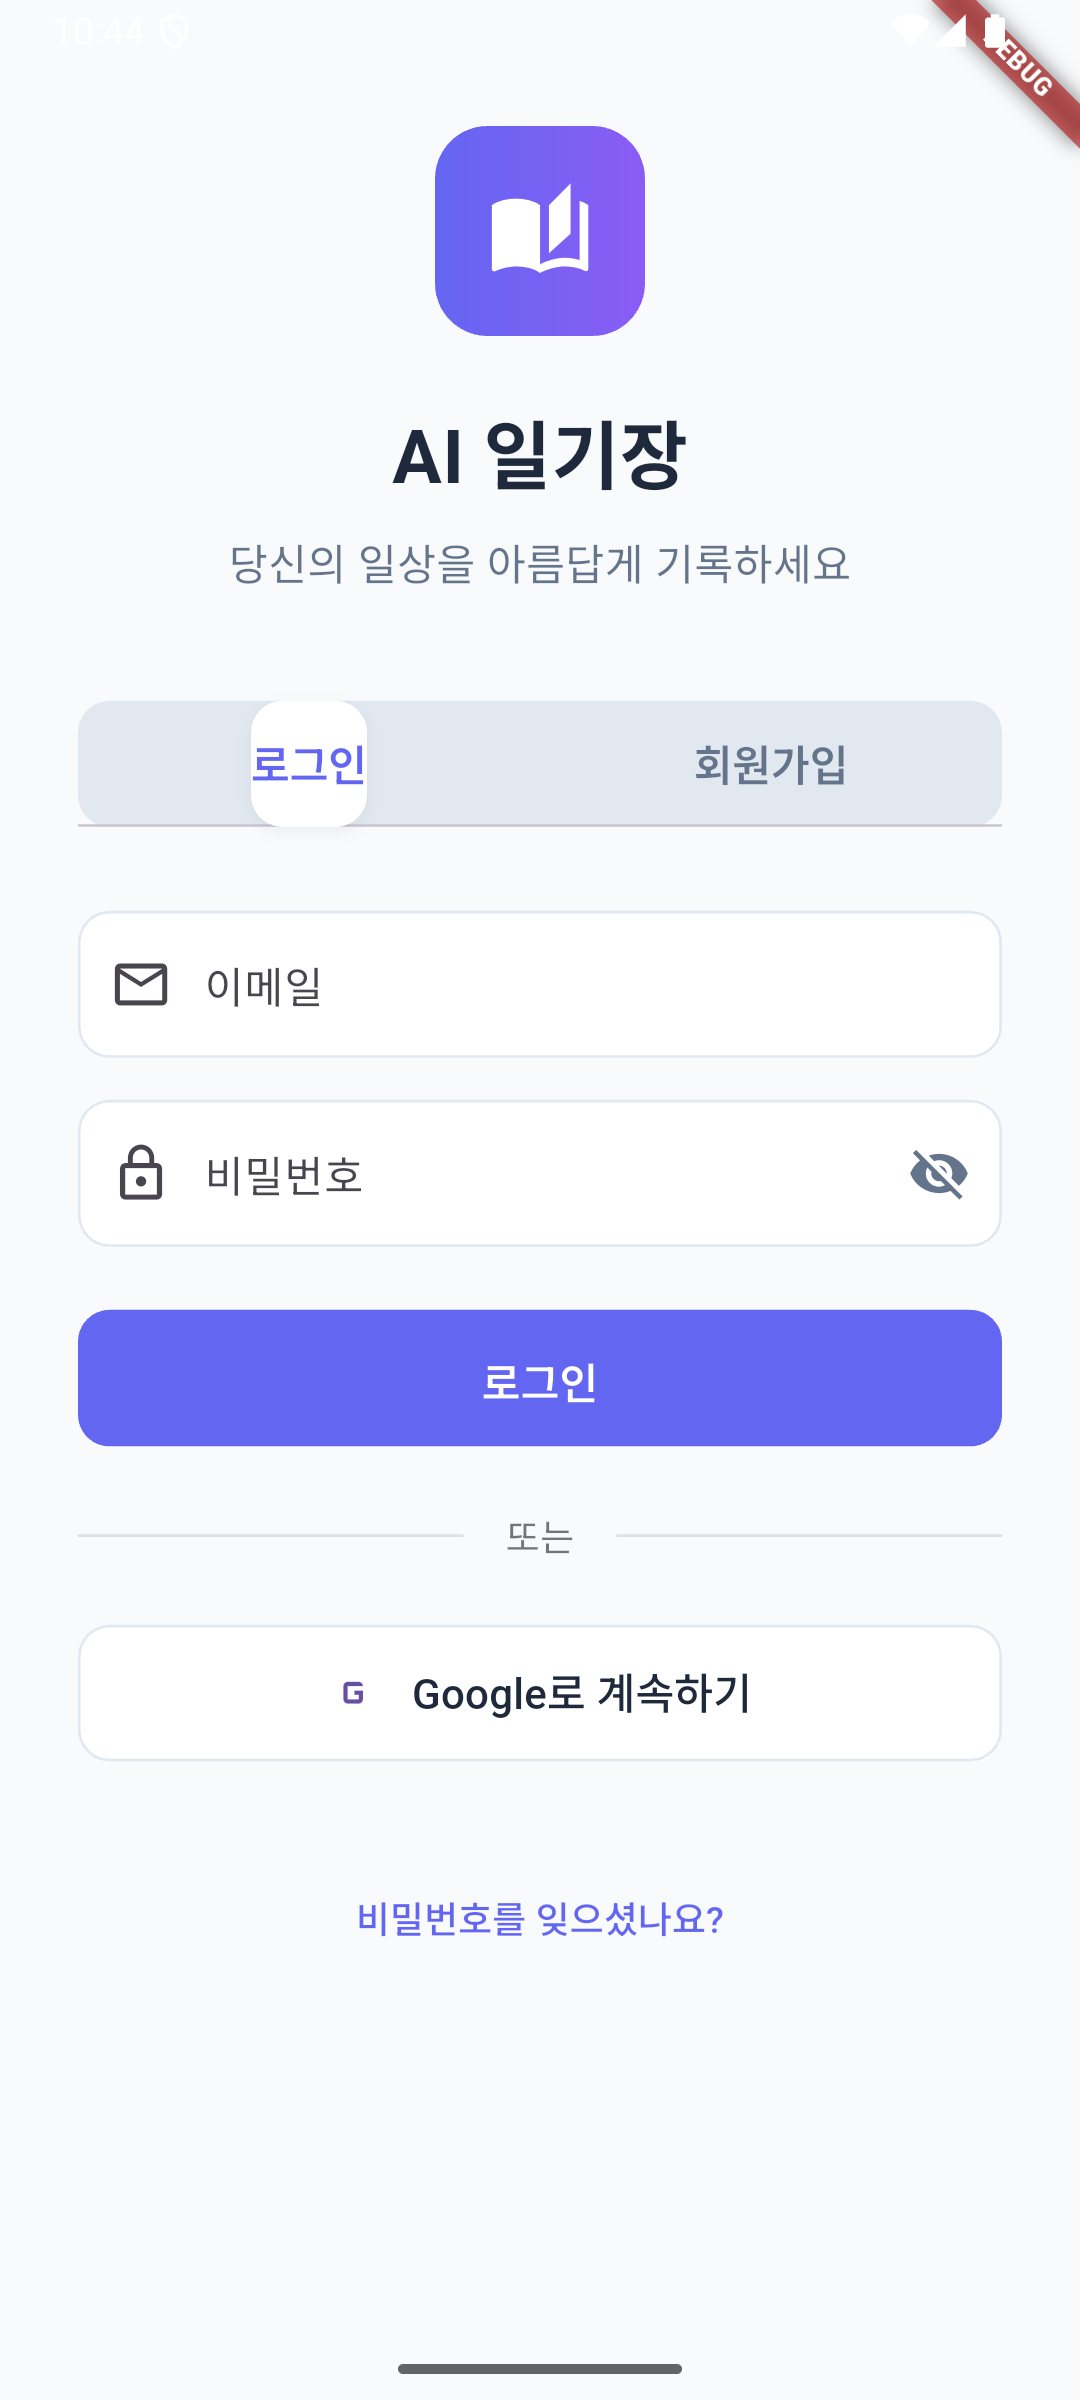 10:44
AI 일기장
당신의 일상을 아름답게 기록하세요
로그인 회원가입
이메일
비밀번호
로그인
또는
G Google로 계속하기
비밀번호를 잊으셨나요?